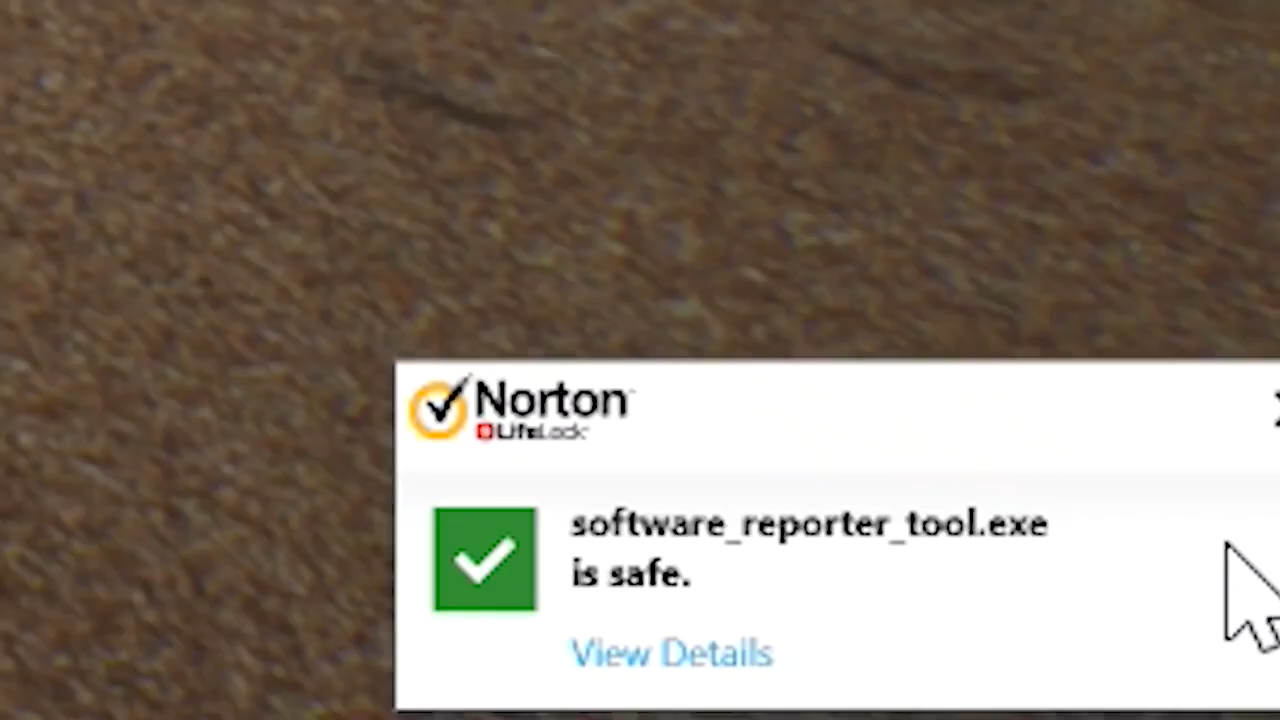 Norton
LifeLock
software_reporter_tool.exe
is safe.
View Details